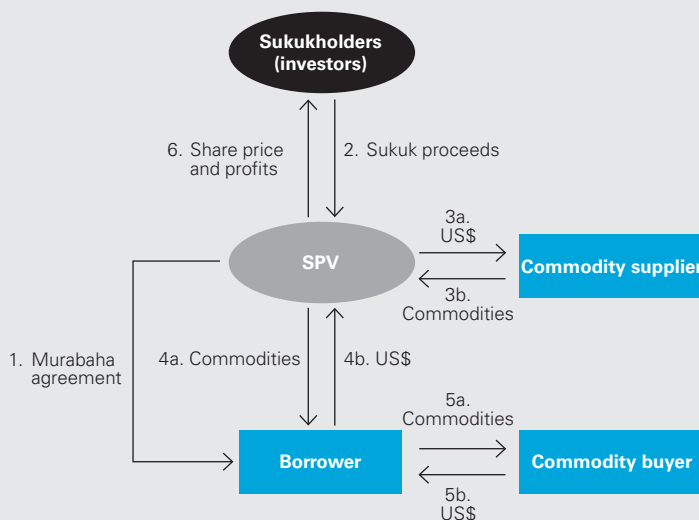 Sukukholders
(investors)
6. Share price
and profits
2. Sukuk proceeds
3a.
US$
SPV
Commodity supplier
3b.
Commodities
1. Murabaha
agreement
4a. Commodities
4b. US$
5a.
Commodities
Borrower
Commodity buyer
5b.
US$